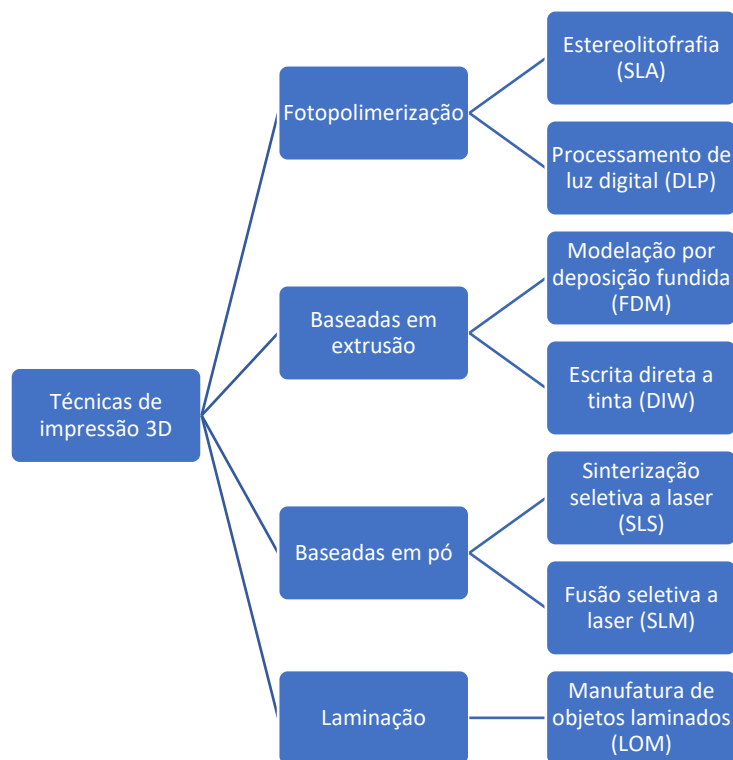 Técnicas de
impressão 3D
Fotopolimerização
Estereolitofrafia
(SLA)
Processamento de
luz digital (DLP)
Baseadas em
extrusão
Modelação por
deposição fundida
(FDM)
Escrita direta a
tinta (DIW)
Baseadas em pó
Sinterização
seletiva a laser
(SLS)
Fusão seletiva a
laser (SLM)
Laminação
Manufatura de
objetos laminados
(LOM)